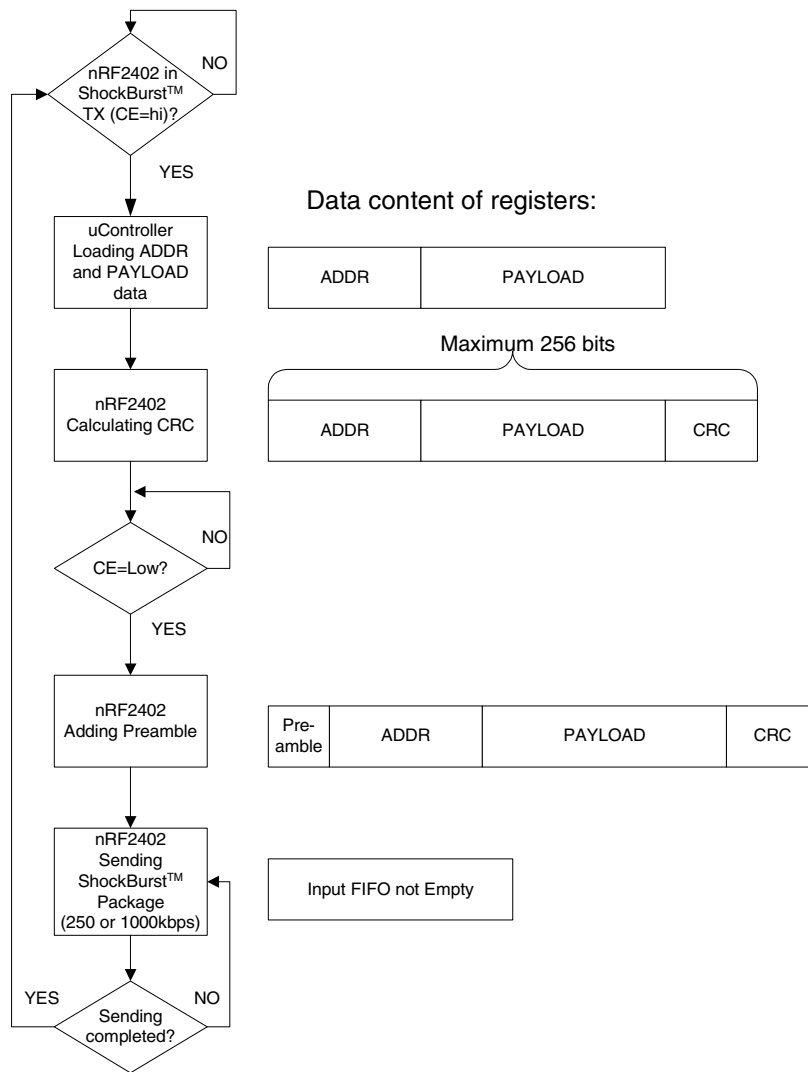 nRF2402 in
ShockBurst™
TX (CE=hi)?
NO
YES
Data content of registers:
uController
Loading ADDR
and PAYLOAD
data
ADDR
PAYLOAD
Maximum 256 bits
nRF2402
Calculating CRC
ADDR
PAYLOAD
CRC
NO
CE=Low?
YES
nRF2402
Adding Preamble
Pre-
amble
ADDR
PAYLOAD
CRC
nRF2402
Sending
ShockBurst™
Package
(250 or 1000kbps)
Input FIFO not Empty
YES
NO
Sending
completed?